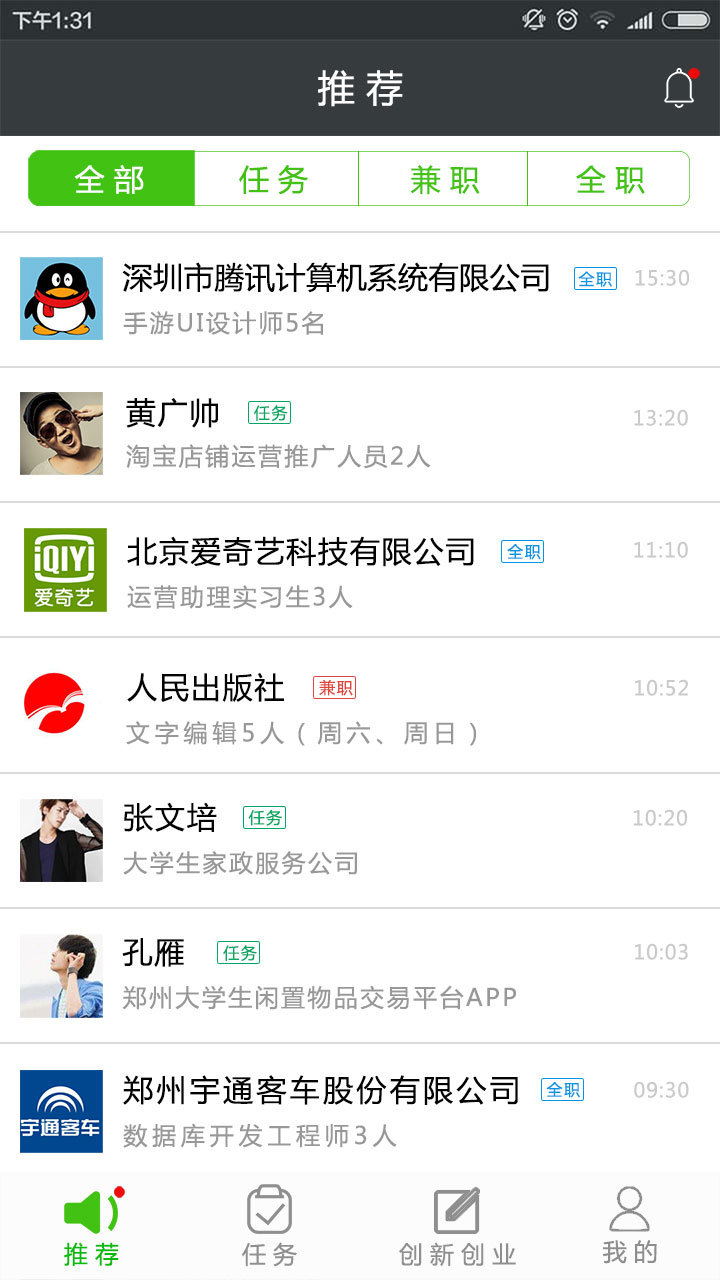 下午1:31
推荐
全部 任务 兼职 全职
深圳市腾讯计算机系统有限公司 全职 15:30
手游UI设计师5名
黄广帅 任务 13:20
淘宝店铺运营推广人员2人
iQIYI
爱奇艺
北京爱奇艺科技有限公司 全职 11:10
运营助理实习生3人
人民出版社 兼职 10:52
文字编辑5人(周六、周日)
张文培 任务 10:20
大学生家政服务公司
孔雁 任务 10:03
郑州大学生闲置物品交易平台APP
宇通客车
郑州宇通客车股份有限公司 全职 09:30
数据库开发工程师3人
推荐 任务 创新创业 我的